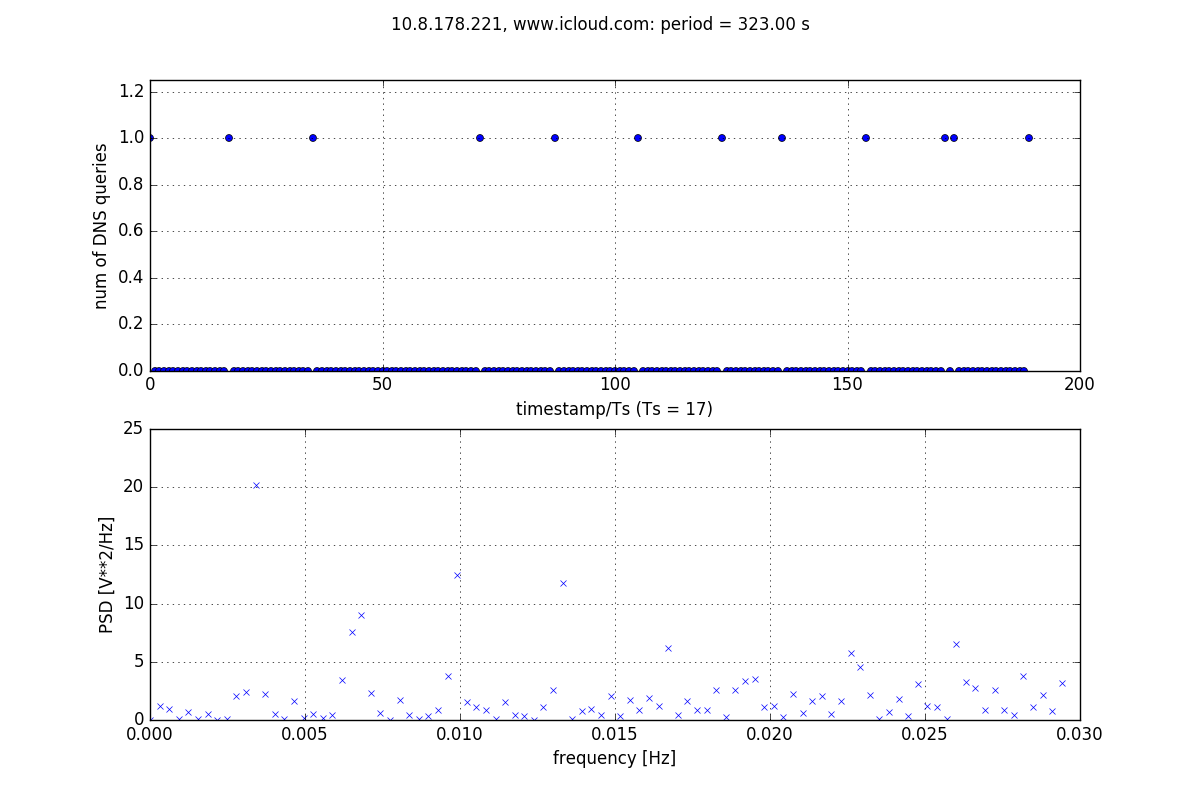 10.8.178.221, www.icloud.com: period = 323.00 s
1.2
1.0
0.8
0.6
0.4
0.2
0.0
num of DNS queries
0 50 100 150 200
timestamp/Ts (Ts = 17)
25
20
15
10
5
0
PSD [V**2/Hz]
0.000 0.005 0.010 0.015 0.020 0.025 0.030
frequency [Hz]